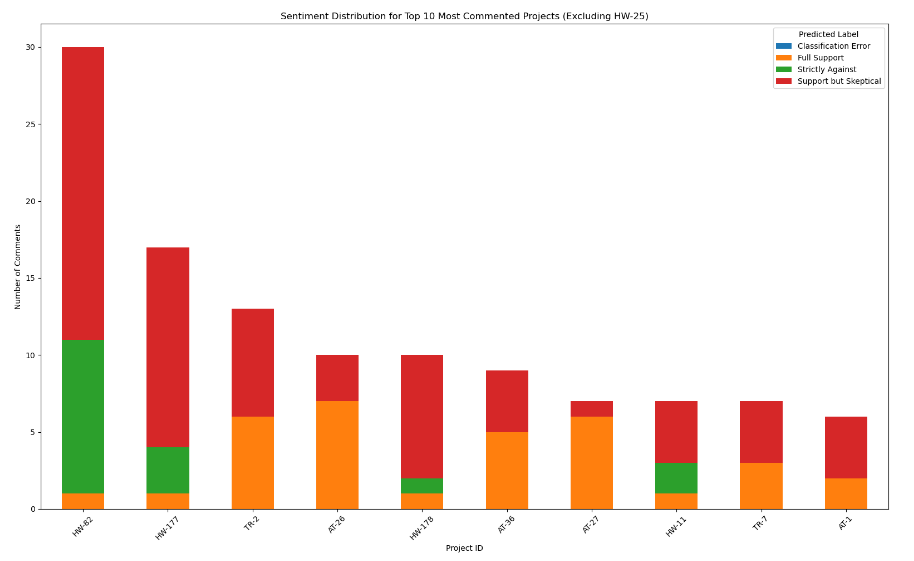 Sentiment Distribution for Top 10 Most Commented Projects (Excluding HW-25)
Predicted Label
Classification Error
Full Support
Strictly Against
Support but Skeptical
Number of Comments
30
25
20
15
10
5
0
HW-82
HW-177
TR-2
AT-26
HW-178
AT-36
AT-27
HW-11
TR-7
AT-1
Project ID